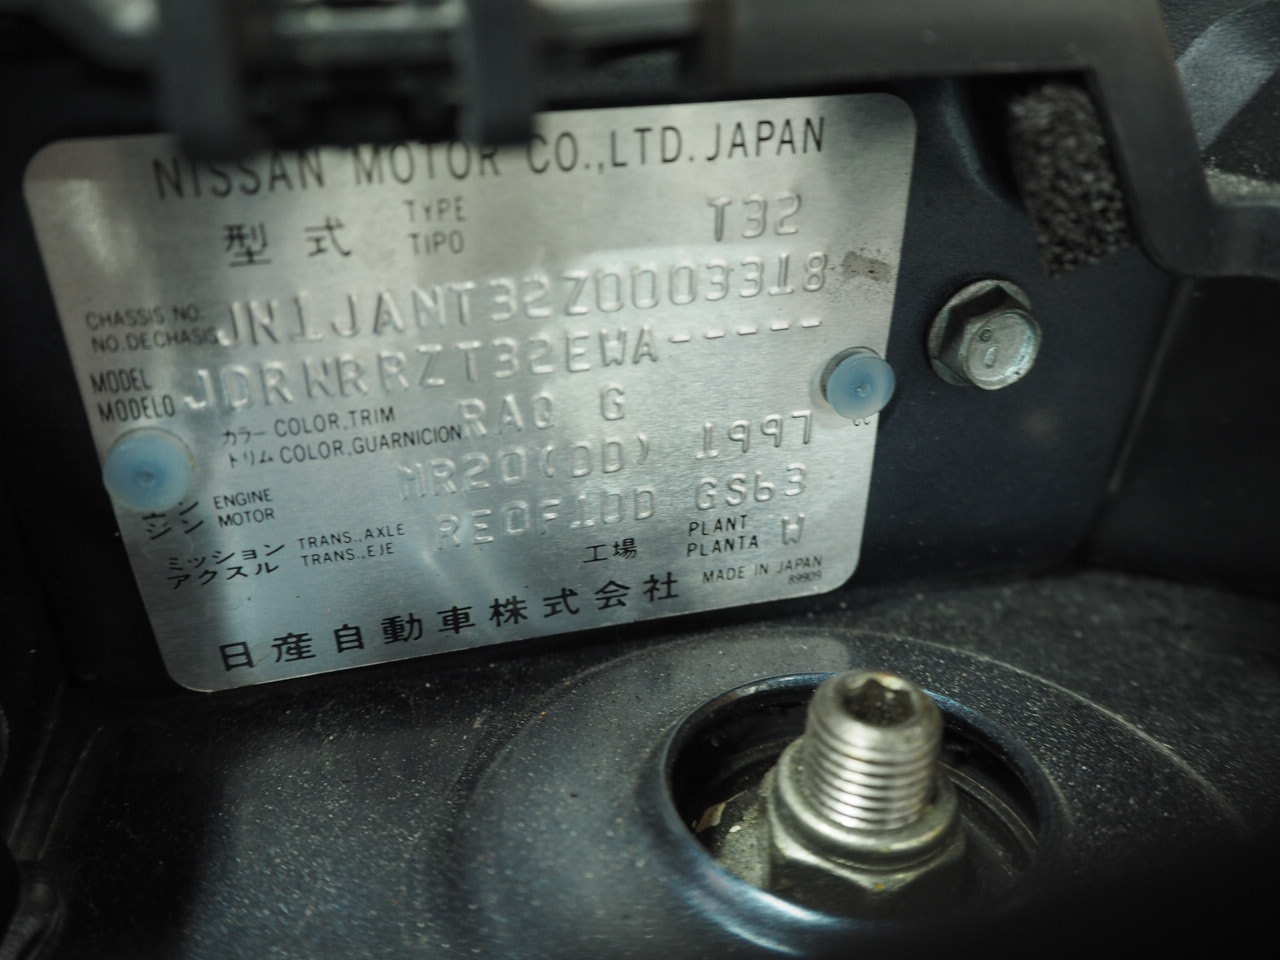 NISSAN MOTOR CO.,LTD. JAPAN
型式 TYPE TIPO T32
CHASSIS NO. NO. DE CHASIS JN1JANT32Z0003318
MODEL MODELO JDRNRRZT32EWA-----
カラー トリム COLOR,TRIM COLOR,GUARNICION RAQ G
ン ジン ENGINE MOTOR MR20(DD) 1997
ミッション アクスル TRANS.,AXLE TRANS.,EJE RE0F10D GS63
工場 PLANT PLANTA W
日産自動車株式会社 MADE IN JAPAN
89909